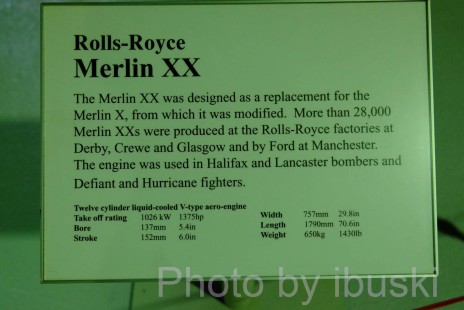 Rolls-Royce
Merlin XX
The Merlin XX was designed as a replacement for the
Merlin X, from which it was modified. More than 28,000
Merlin XXs were produced at the Rolls-Royce factories at
Derby, Crewe and Glasgow and by Ford at Manchester.
The engine was used in Halifax and Lancaster bombers and
Defiant and Hurricane fighters.
Twelve cylinder liquid-cooled V-type aero-engine
Take off rating 1026 kW 1375hp
Bore 137mm 5.4in
Stroke 152mm 6.0in
Width 757mm 29.8in
Length 1790mm 70.6in
Weight 650kg 1430lb
Photo by ibuski